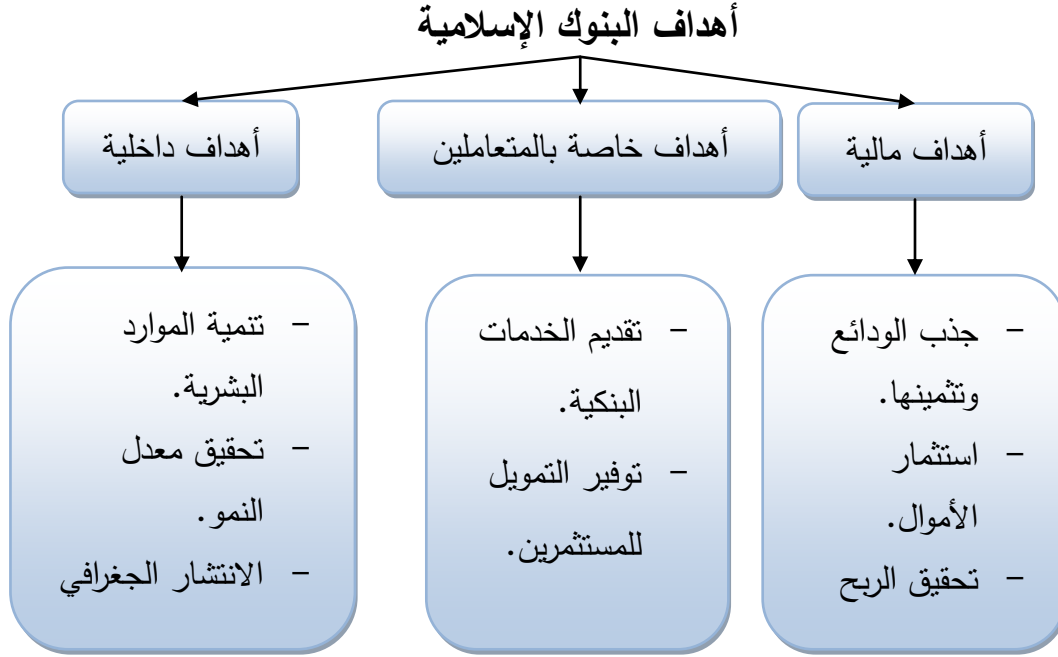 أهداف البنوك الإسلامية
أهداف مالية
أهداف خاصة بالمتعاملين
أهداف داخلية
- جذب الودائع
وتثمينها.
- استثمار
الأموال.
- تحقيق الربح
- تقديم الخدمات
البنكية.
- توفير التمويل
للمستثمرين.
- تنمية الموارد
البشرية.
- تحقيق معدل
النمو.
- الانتشار الجغرافي